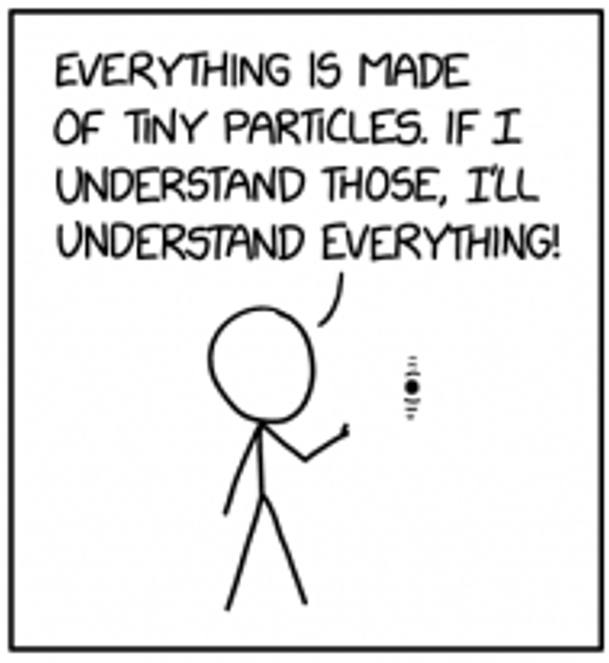 EVERYTHING IS MADE
OF TINY PARTICLES. IF I
UNDERSTAND THOSE, I'LL
UNDERSTAND EVERYTHING!